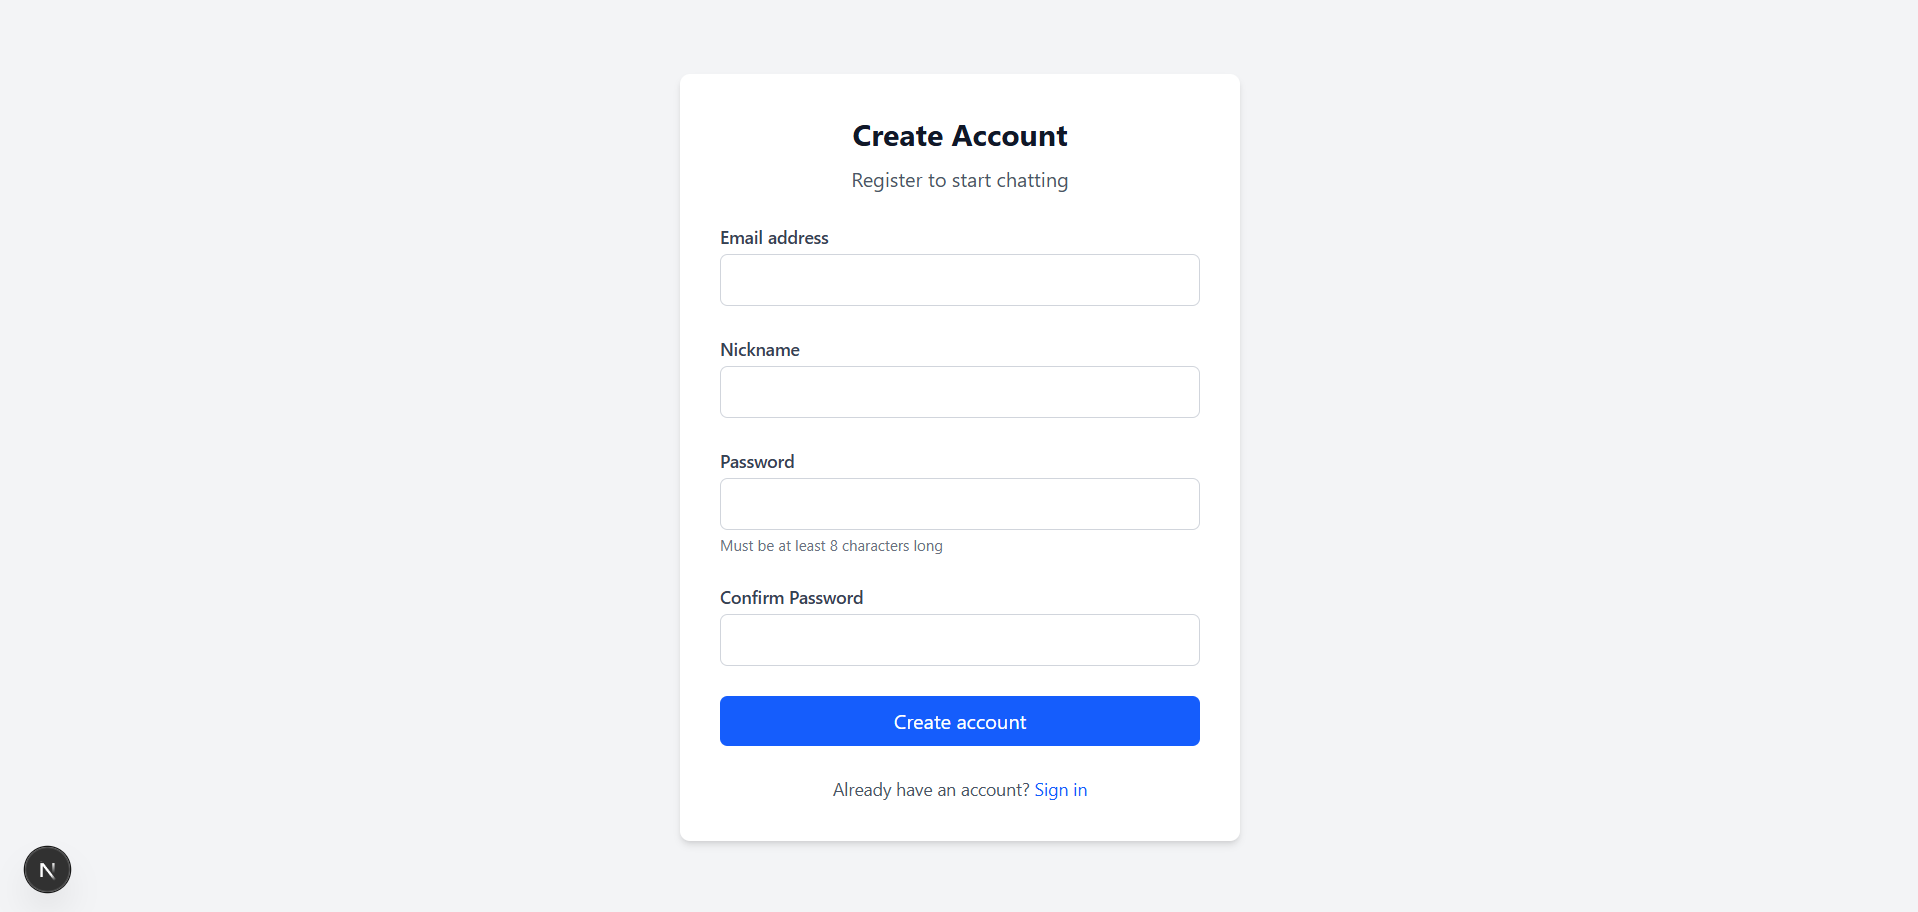 Create Account
Register to start chatting
Email address
Nickname
Password
Must be at least 8 characters long
Confirm Password
Create account
Already have an account? Sign in
N